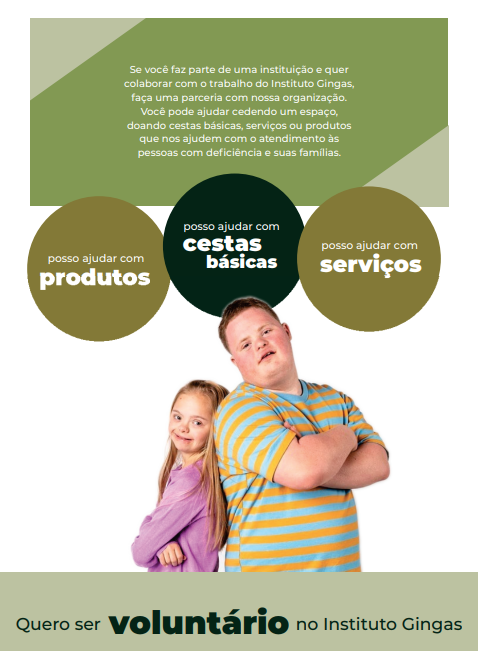 Se você faz parte de uma instituição e quer
colaborar com o trabalho do Instituto Gingas,
faça uma parceria com nossa organização.
Você pode ajudar cedendo um espaço,
doando cestas básicas, serviços ou produtos
que nos ajudem com o atendimento às
pessoas com deficiência e suas famílias.
posso ajudar com
produtos
posso ajudar com
cestas
básicas
posso ajudar com
serviços
Quero ser voluntário no Instituto Gingas